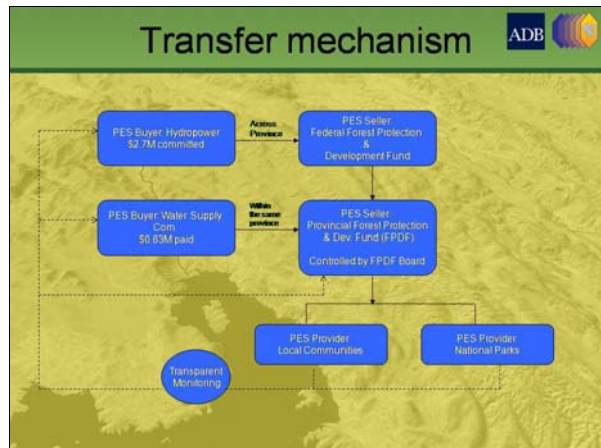 Transfer mechanism
ADB
PES Buyer: Hydropower
$2.7M committed
Across
Province
PES Seller:
Federal Forest Protection
&
Development Fund
PES Buyer: Water Supply
Com.
$0.63M paid
Within
the same
province
PES Seller
Provincial Forest Protection
& Dev. Fund (FPDF)
Controlled by FPDF Board
PES Provider
Local Communities
PES Provider
National Parks
Transparent
Monitoring